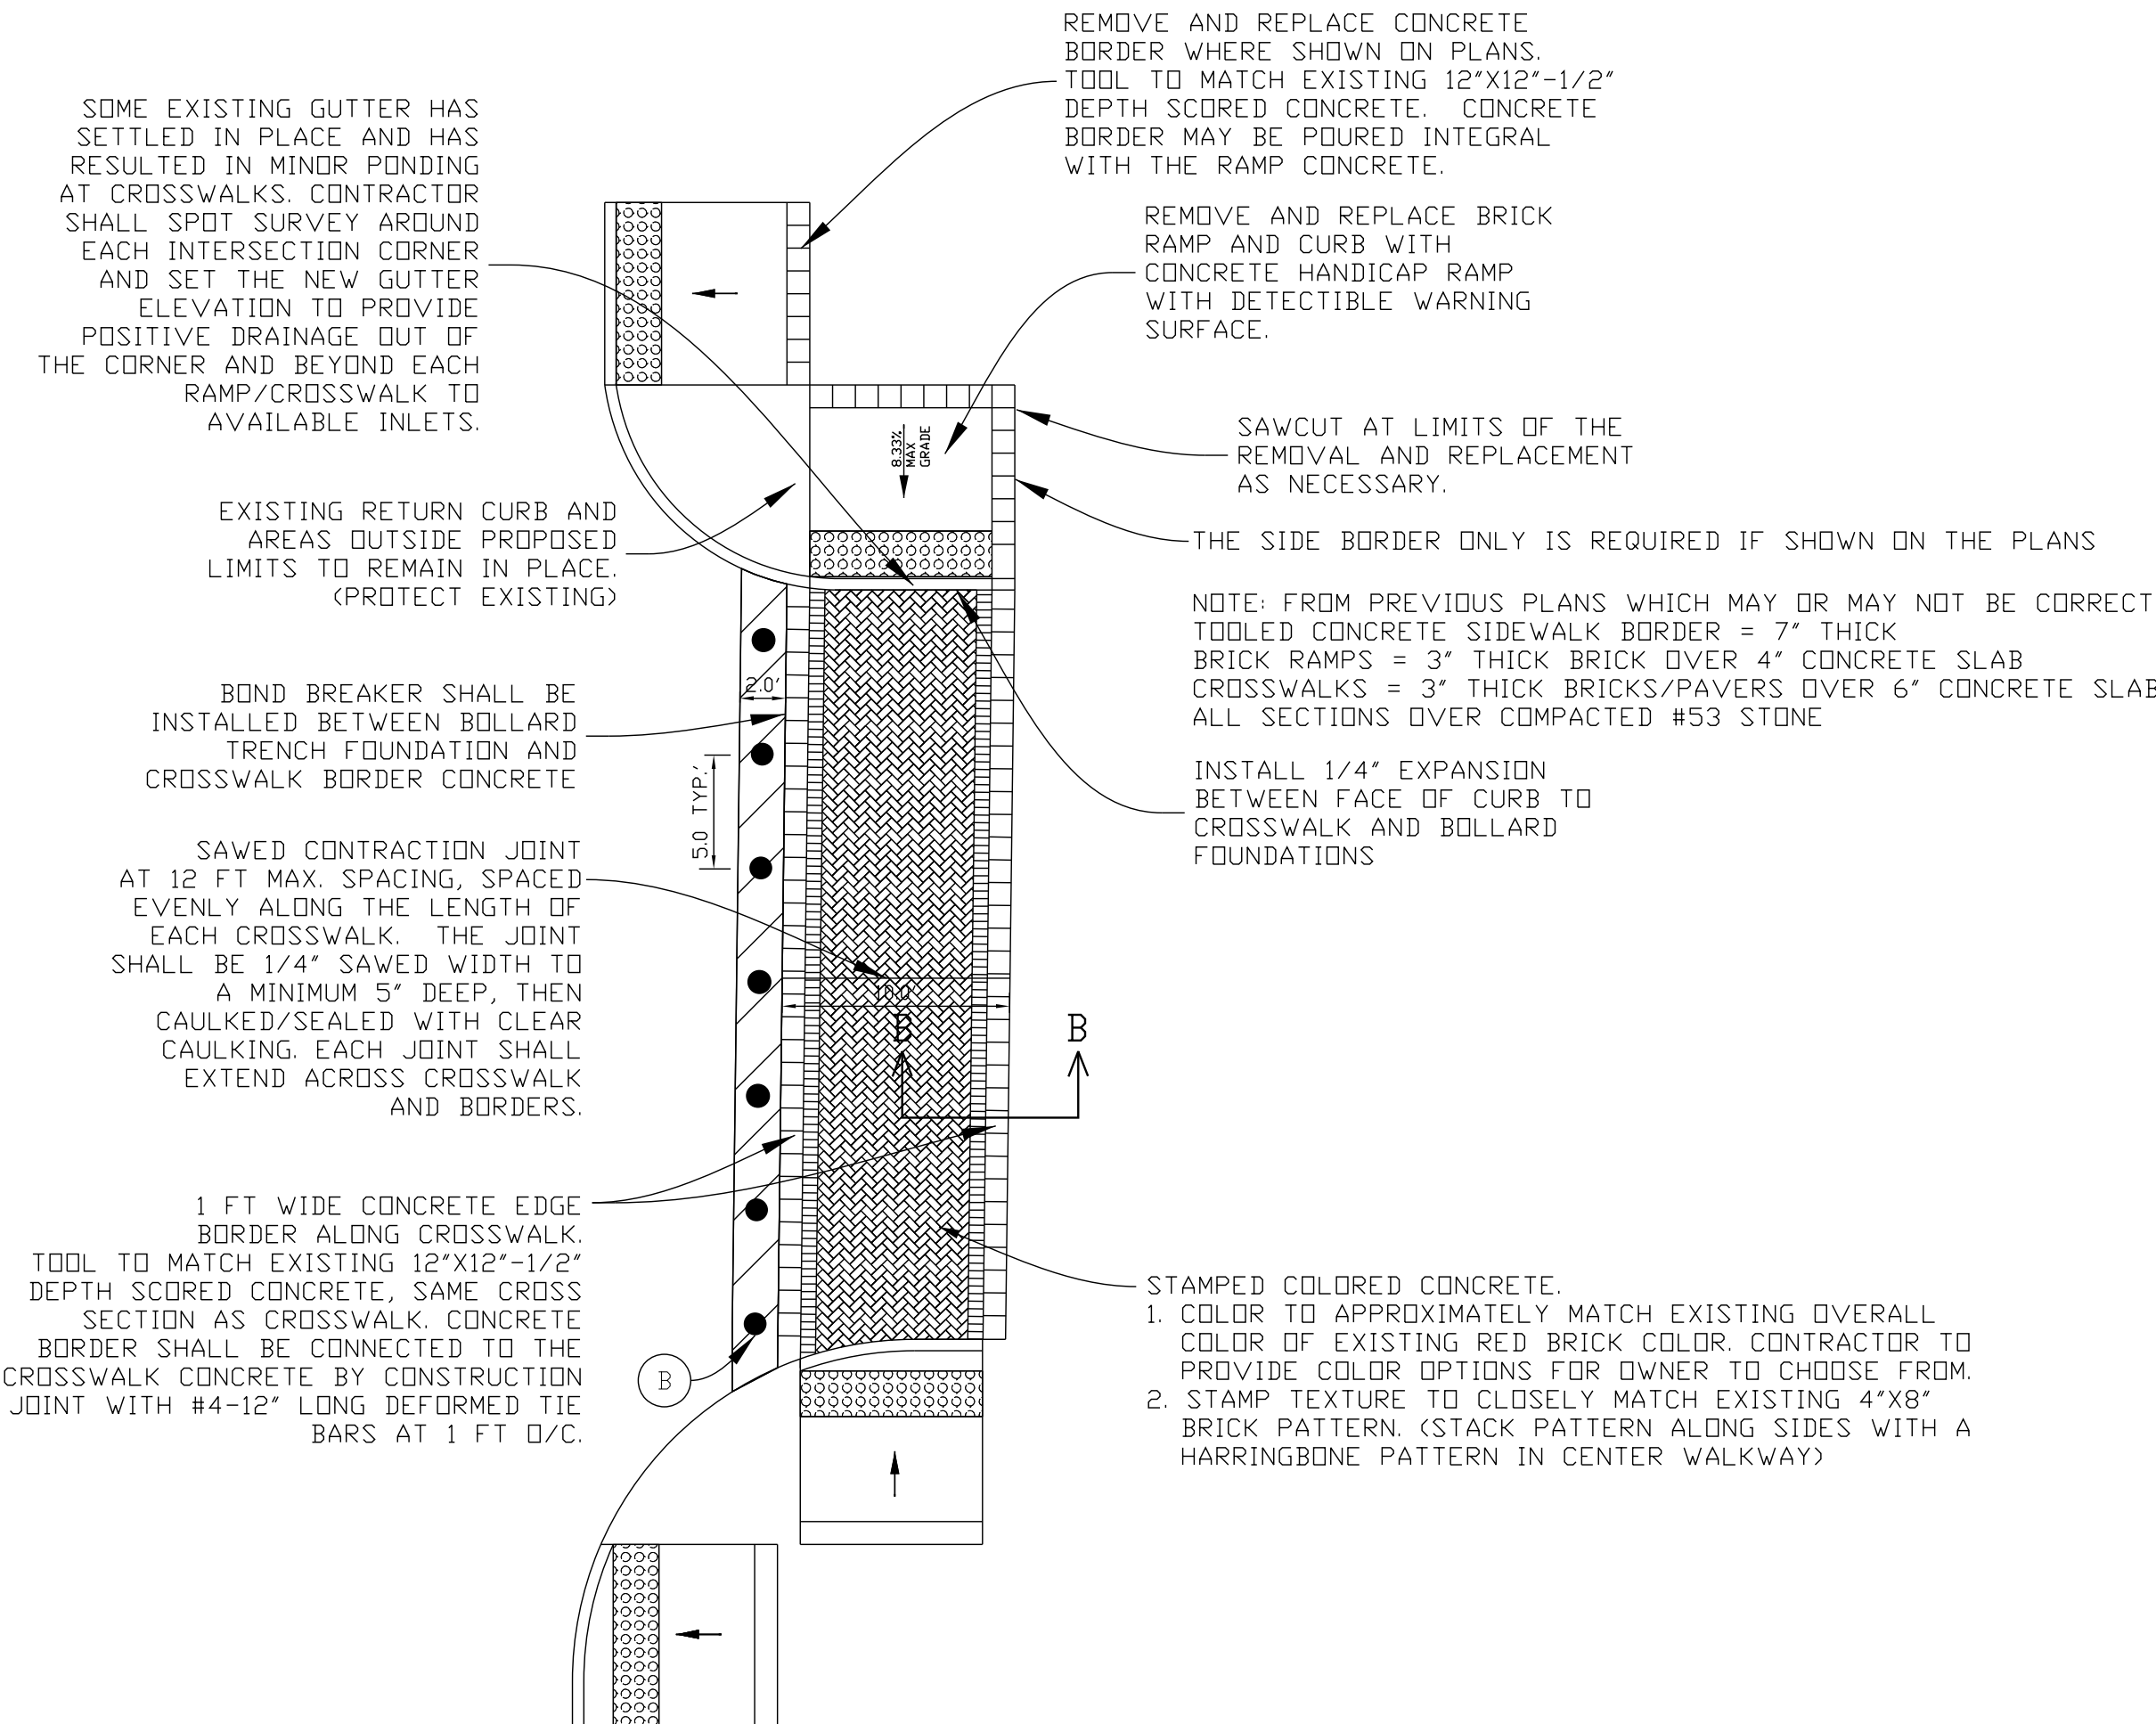 REMOVE AND REPLACE CONCRETE
BORDER WHERE SHOWN ON PLANS.
TOOL TO MATCH EXISTING 12"X12"-1/2"
DEPTH SCORED CONCRETE.  CONCRETE
BORDER MAY BE POURED INTEGRAL
WITH THE RAMP CONCRETE.
SOME EXISTING GUTTER HAS
SETTLED IN PLACE AND HAS
RESULTED IN MINOR PONDING
AT CROSSWALKS. CONTRACTOR
SHALL SPOT SURVEY AROUND
EACH INTERSECTION CORNER
AND SET THE NEW GUTTER
ELEVATION TO PROVIDE
POSITIVE DRAINAGE OUT OF
THE CORNER AND BEYOND EACH
RAMP/CROSSWALK TO
AVAILABLE INLETS.
REMOVE AND REPLACE BRICK
RAMP AND CURB WITH
CONCRETE HANDICAP RAMP
WITH DETECTIBLE WARNING
SURFACE.
8.33%
MAX
GRADE
SAWCUT AT LIMITS OF THE
REMOVAL AND REPLACEMENT
AS NECESSARY.
EXISTING RETURN CURB AND
AREAS OUTSIDE PROPOSED
LIMITS TO REMAIN IN PLACE.
(PROTECT EXISTING)
THE SIDE BORDER ONLY IS REQUIRED IF SHOWN ON THE PLANS
NOTE: FROM PREVIOUS PLANS WHICH MAY OR MAY NOT BE CORRECT
TOOLED CONCRETE SIDEWALK BORDER = 7" THICK
BRICK RAMPS = 3" THICK BRICK OVER 4" CONCRETE SLAB
CROSSWALKS = 3" THICK BRICKS/PAVERS OVER 6" CONCRETE SLAB
ALL SECTIONS OVER COMPACTED #53 STONE
2.0'
BOND BREAKER SHALL BE
INSTALLED BETWEEN BOLLARD
TRENCH FOUNDATION AND
CROSSWALK BORDER CONCRETE
5.0 TYP.'
INSTALL 1/4" EXPANSION
BETWEEN FACE OF CURB TO
CROSSWALK AND BOLLARD
FOUNDATIONS
SAWED CONTRACTION JOINT
AT 12 FT MAX. SPACING, SPACED
EVENLY ALONG THE LENGTH OF
EACH CROSSWALK.  THE JOINT
SHALL BE 1/4" SAWED WIDTH TO
A MINIMUM 5" DEEP, THEN
CAULKED/SEALED WITH CLEAR
CAULKING. EACH JOINT SHALL
EXTEND ACROSS CROSSWALK
AND BORDERS.
10.0'
B B
1 FT WIDE CONCRETE EDGE
BORDER ALONG CROSSWALK.
TOOL TO MATCH EXISTING 12"X12"-1/2"
DEPTH SCORED CONCRETE, SAME CROSS
SECTION AS CROSSWALK. CONCRETE
BORDER SHALL BE CONNECTED TO THE
CROSSWALK CONCRETE BY CONSTRUCTION
JOINT WITH #4-12" LONG DEFORMED TIE
BARS AT 1 FT O/C.
B
STAMPED COLORED CONCRETE.
1. COLOR TO APPROXIMATELY MATCH EXISTING OVERALL
COLOR OF EXISTING RED BRICK COLOR. CONTRACTOR TO
PROVIDE COLOR OPTIONS FOR OWNER TO CHOOSE FROM.
2. STAMP TEXTURE TO CLOSELY MATCH EXISTING 4"X8"
BRICK PATTERN. (STACK PATTERN ALONG SIDES WITH A
HARRINGBONE PATTERN IN CENTER WALKWAY)